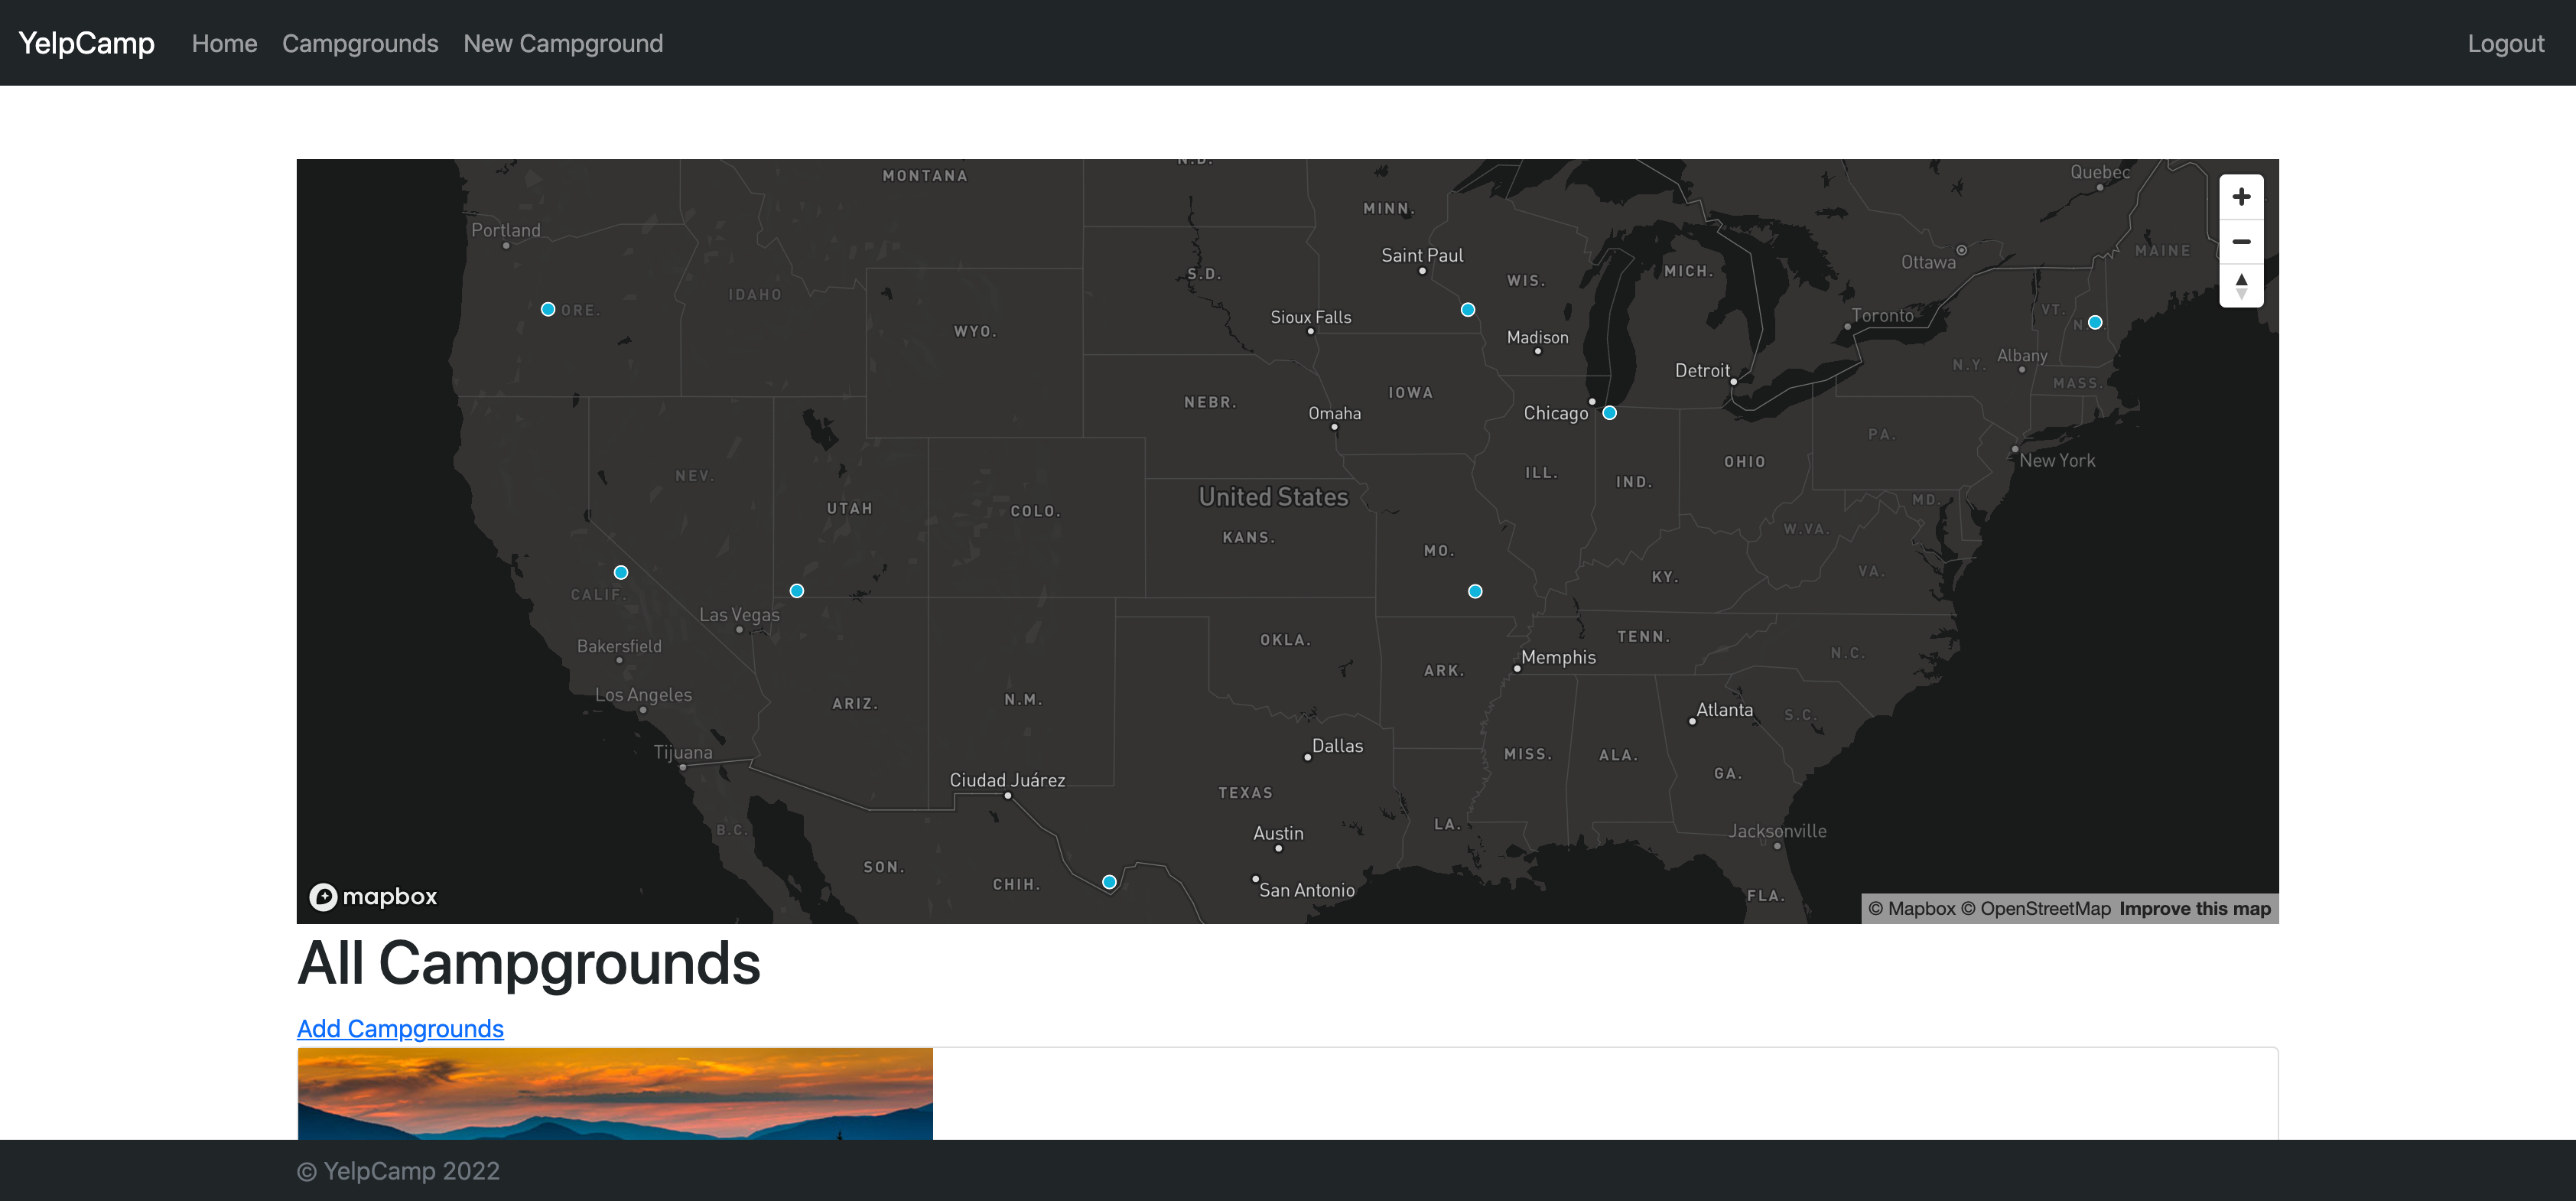 YelpCamp Home Campgrounds New Campground Logout
N.D.
MONTANA
Quebec
MINN.
Portland
MAINE
Saint Paul
Ottawa
MICH.
S.D.
WIS.
IDAHO
ORE.
VT.
Sioux Falls
Toronto
WYO.
Madison
Albany
N.Y.
Detroit
MASS.
IOWA
NEBR.
Omaha
Chicago
PA.
New York
OHIO
NEV.
ILL.
IND.
United States
MD.
UTAH
COLO.
W.VA.
KANS.
MO.
VA.
KY.
CALIF.
Las Vegas
TENN.
OKLA.
Bakersfield
N.C.
Memphis
ARK.
Los Angeles
N.M.
ARIZ.
Atlanta
S.C.
Dallas
Tijuana
MISS.
ALA.
GA.
Ciudad Juárez
TEXAS
LA.
B.C.
Jacksonville
Austin
SON.
CHIH.
San Antonio
FLA.
mapbox
© Mapbox © OpenStreetMap Improve this map
All Campgrounds
Add Campgrounds
© YelpCamp 2022